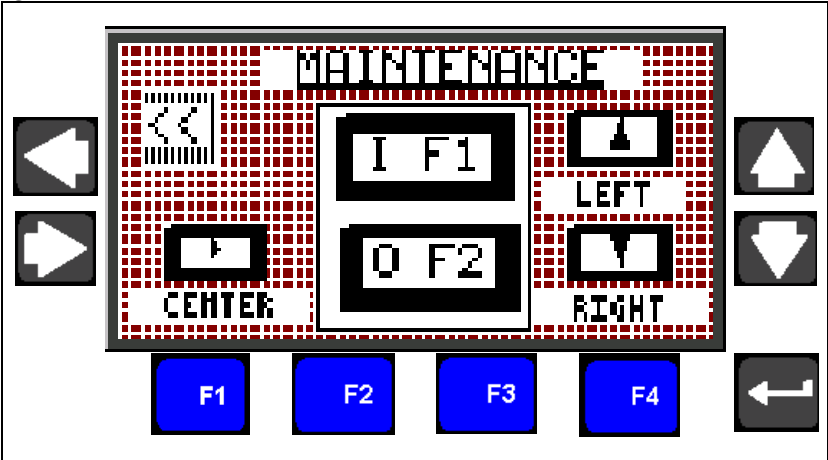 MAINTENANCE
<<
I F1
LEFT
O F2
CENTER
RIGHT
F1 F2 F3 F4